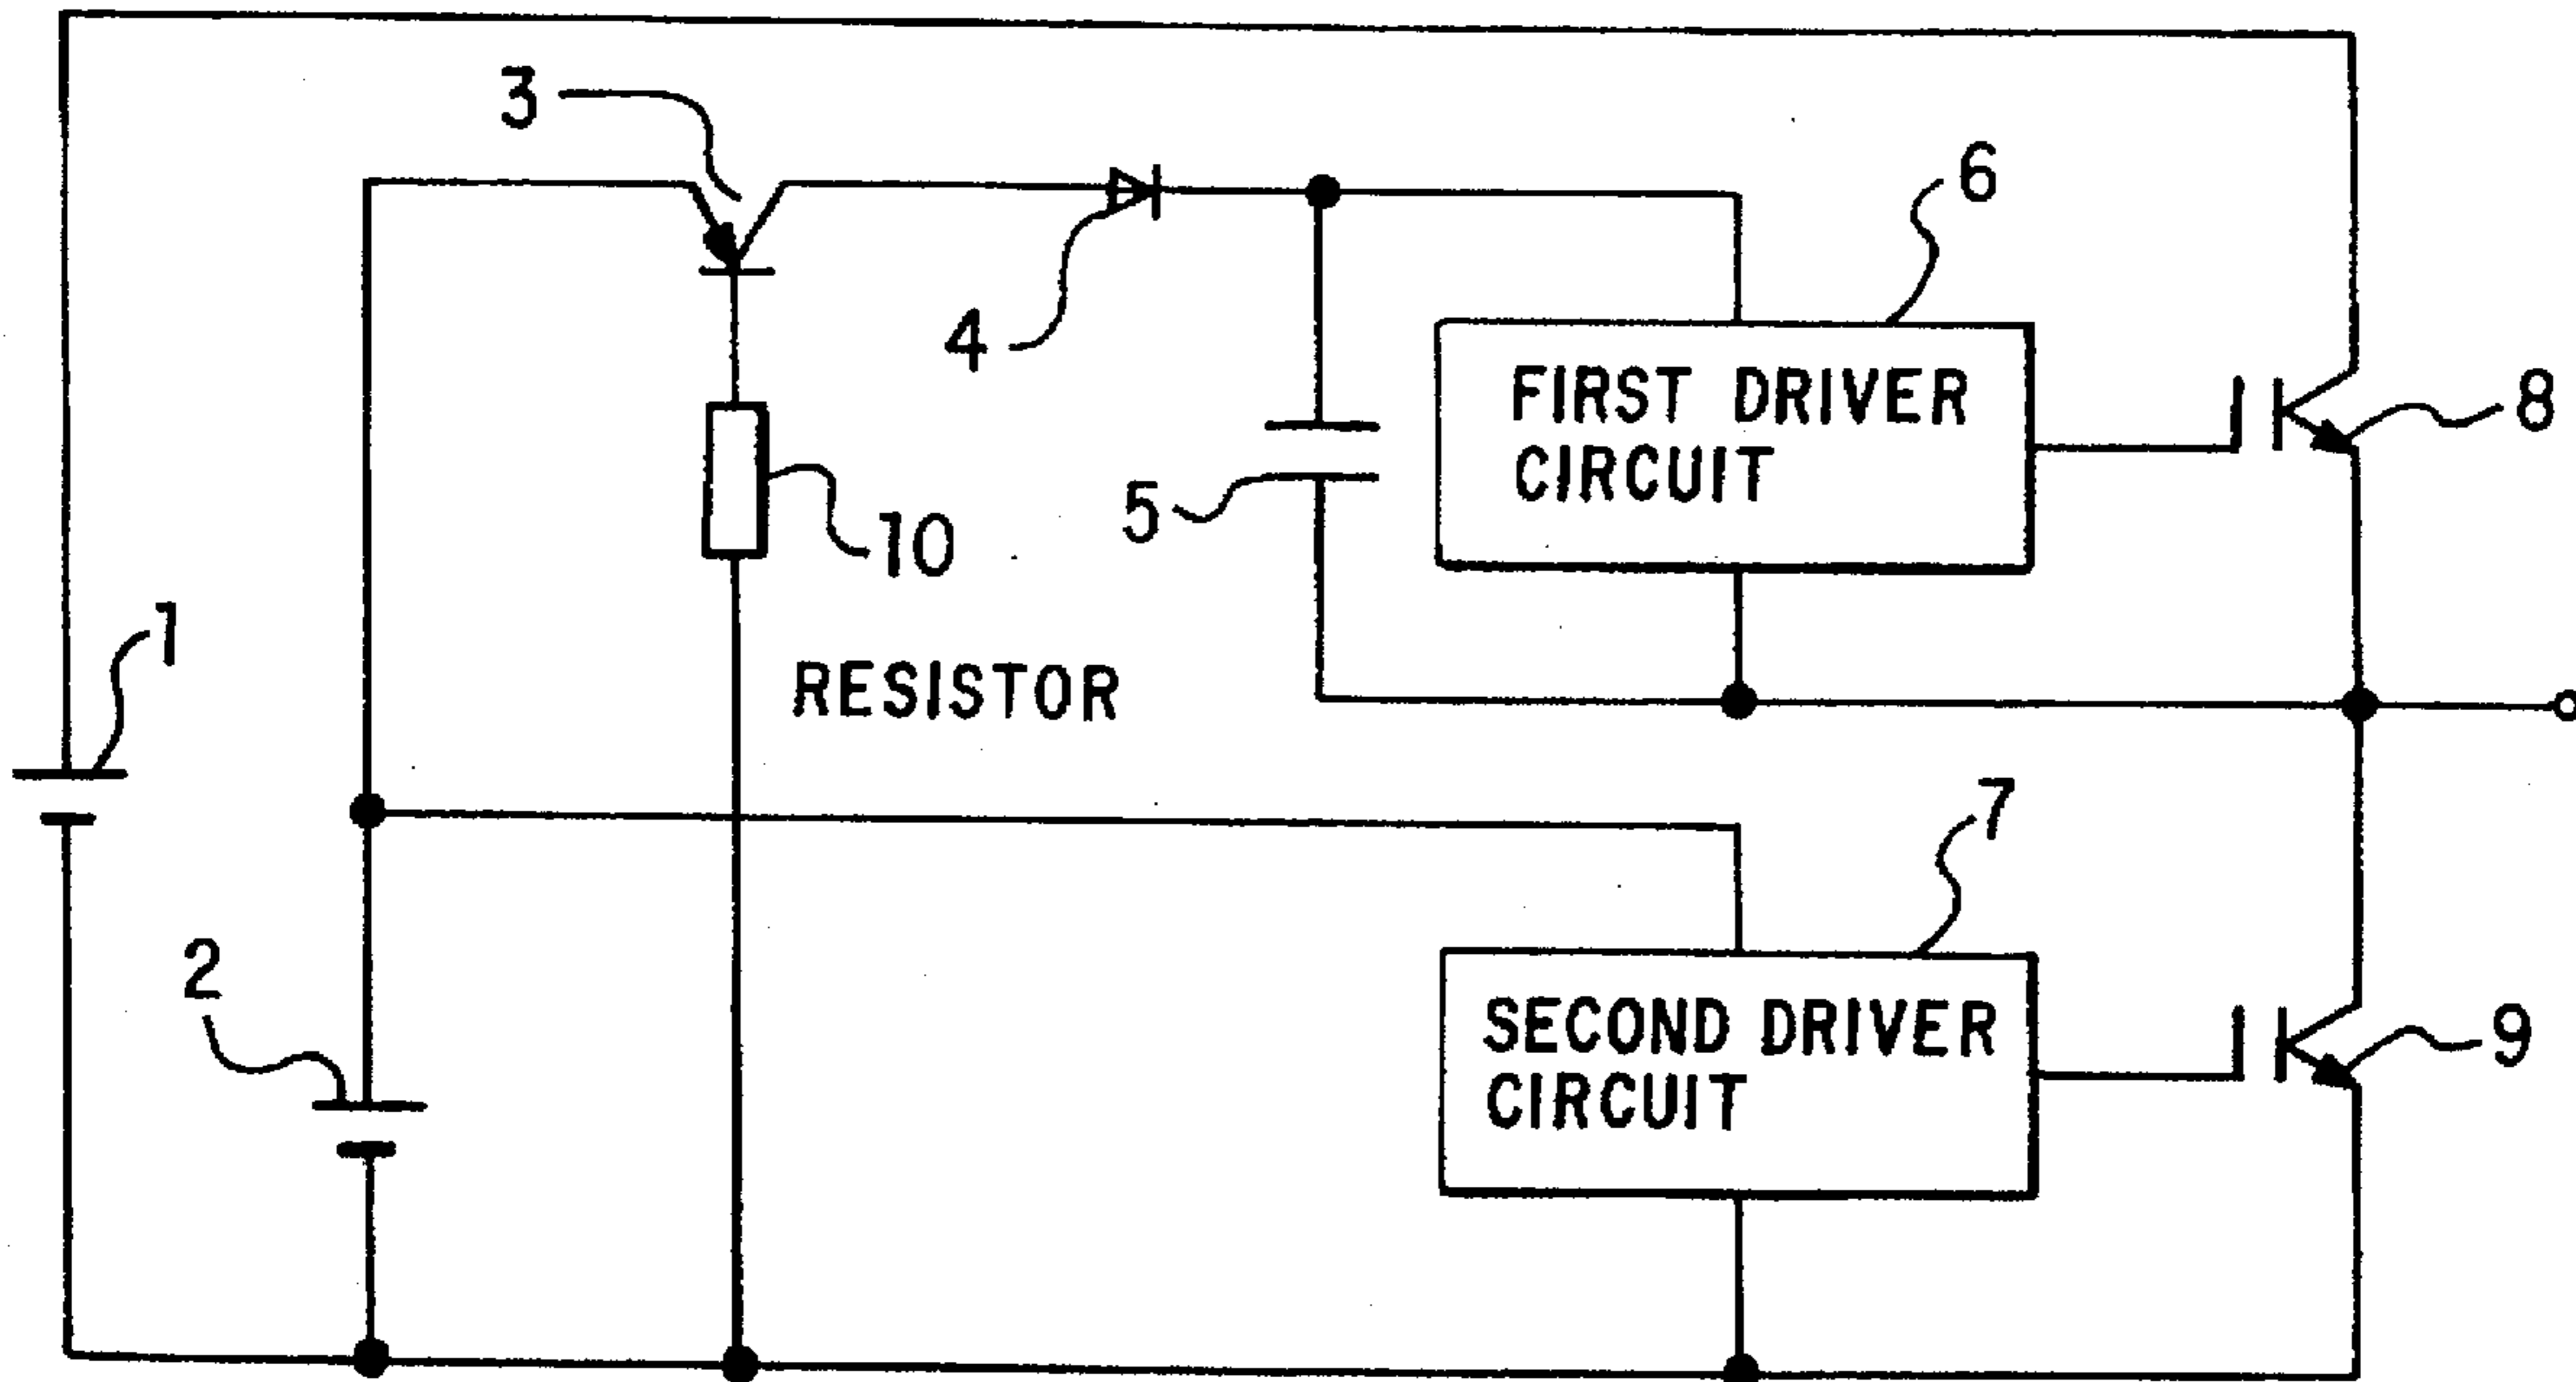 3
6
4
FIRST DRIVER
CIRCUIT
8
5
10
1
RESISTOR
7
2
SECOND DRIVER
CIRCUIT
9